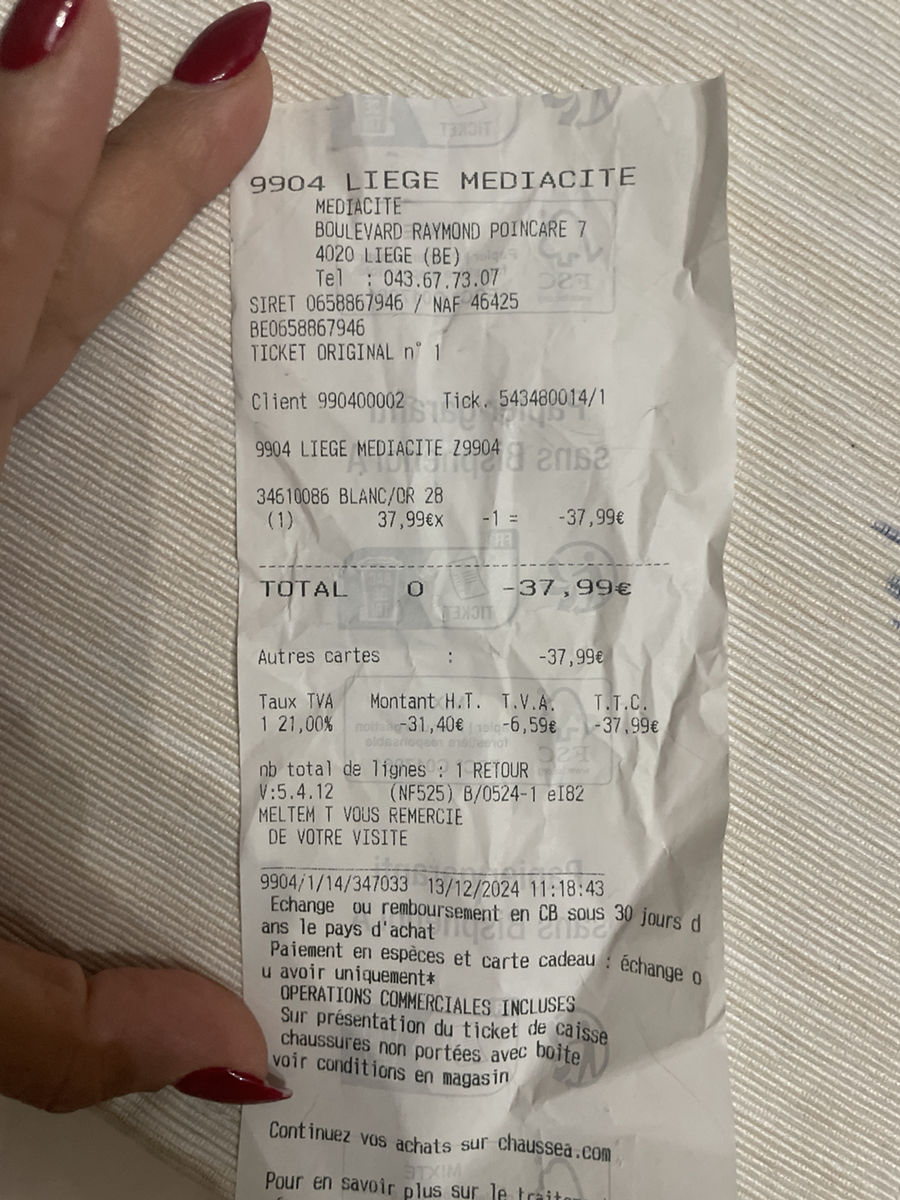 9904 LIEGE MEDIACITE
MEDIACITE
BOULEVARD RAYMOND POINCARE 7
4020 LIEGE (BE)
Tel : 043.67.73.07
SIRET 0658867946 / NAF 46425
BE0658867946
TICKET ORIGINAL n° 1
Client 990400002 Tick. 543480014/1
9904 LIEGE MEDIACITE Z9904
34610086 BLANC/OR 28
(1) 37,99€x -1 = -37,99€
TOTAL 0 -37,99€
Autres cartes : -37,99€
Taux TVA Montant H.T. T.V.A. T.T.C.
1 21,00% -31,40€ -6,59€ -37,99€
nb total de lignes : 1 RETOUR
V:5.4.12 (NF525) B/0524-1 eI82
MELTEM T VOUS REMERCIE
DE VOTRE VISITE
9904/1/14/347033 13/12/2024 11:18:43
Echange ou remboursement en CB sous 30 jours d
ans le pays d'achat
Paiement en espèces et carte cadeau : échange o
u avoir uniquement*
OPERATIONS COMMERCIALES INCLUSES
Sur présentation du ticket de caisse
chaussures non portées avec boite
voir conditions en magasin
Continuez vos achats sur chaussea.com
Pour en savoir plus sur le